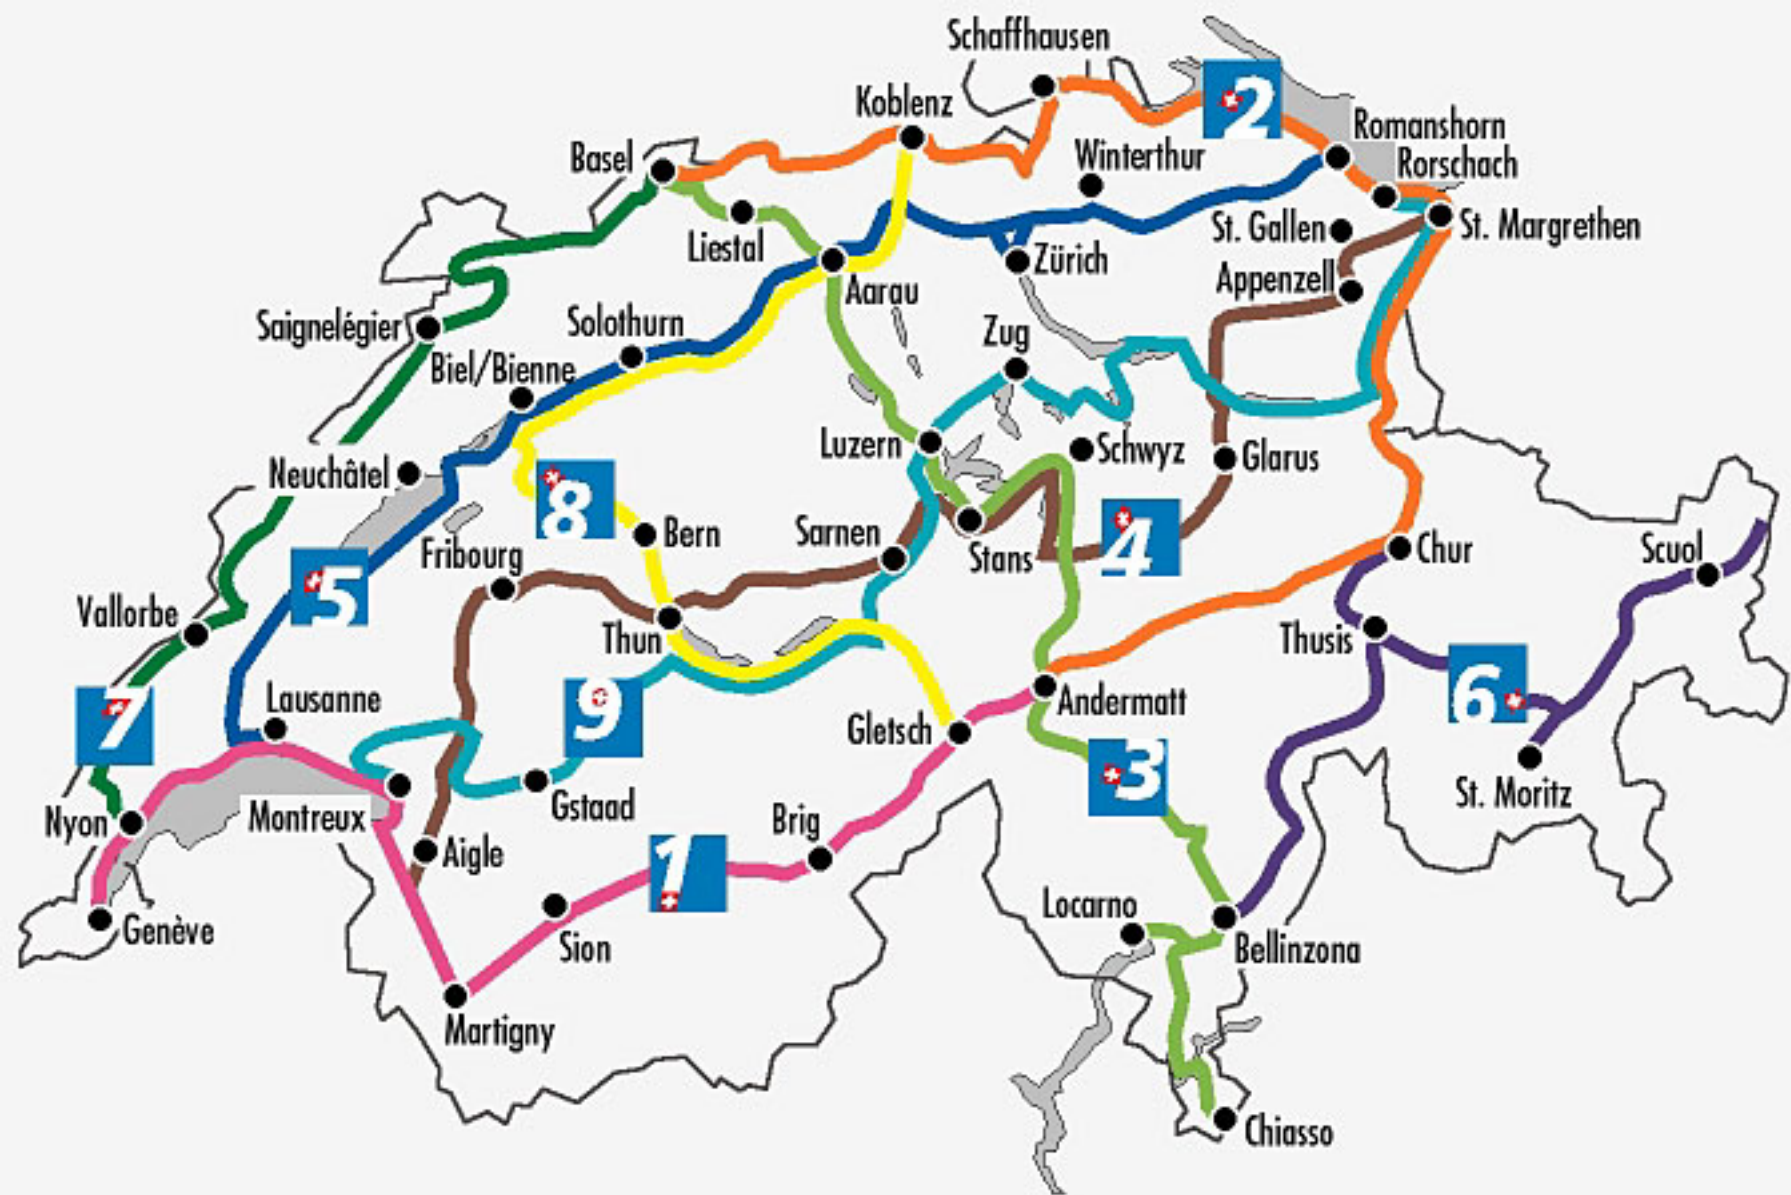 Schaffhausen
Koblenz
2
Romanshorn
Basel
Winterthur
Rorschach
Liestal
St. Gallen
St. Margrethen
Zürich
Appenzell
Aarau
Saignelégier
Solothurn
Zug
Biel/Bienne
Luzern
Schwyz
Glarus
Neuchâtel
8
Bern
Sarnen
Stans
4
Chur
Scuol
Fribourg
5
Vallorbe
Thun
Thusis
6
7
Lausanne
9
Gletsch
Andermatt
3
St. Moritz
Nyon
Montreux
Gstaad
Brig
Aigle
1
Genève
Sion
Locarno
Bellinzona
Martigny
Chiasso